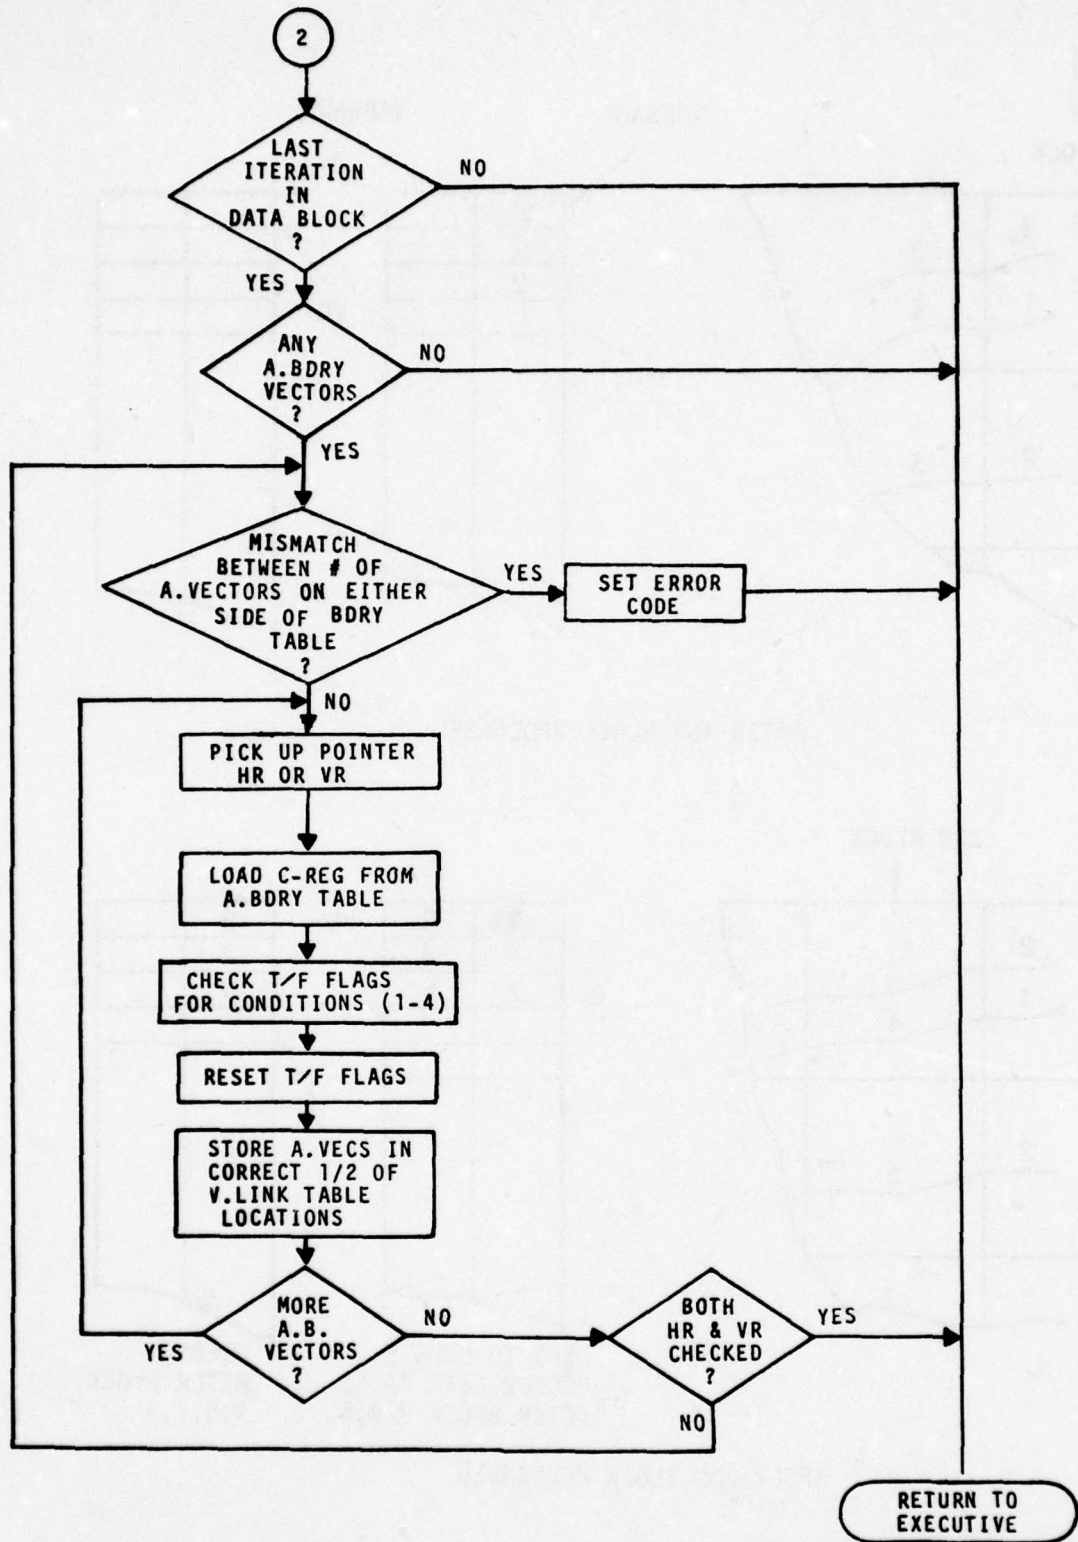 2
LAST
ITERATION
IN
DATA BLOCK
?
NO
YES
ANY
A.BDRY
VECTORS
?
NO
YES
MISMATCH
BETWEEN # OF
A.VECTORS ON EITHER
SIDE OF BDRY
TABLE
?
YES
SET ERROR
CODE
NO
PICK UP POINTER
HR OR VR
LOAD C-REG FROM
A.BDRY TABLE
CHECK T/F FLAGS
FOR CONDITIONS (1-4)
RESET T/F FLAGS
STORE A.VECS IN
CORRECT 1/2 OF
V.LINK TABLE
LOCATIONS
MORE
A.B.
VECTORS
?
YES
NO
BOTH
HR & VR
CHECKED
?
YES
NO
RETURN TO
EXECUTIVE